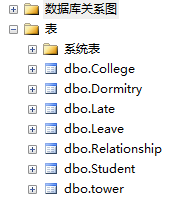 数据库关系图
表
系统表
dbo.College
dbo.Dormitry
dbo.Late
dbo.Leave
dbo.Relationship
dbo.Student
dbo.tower